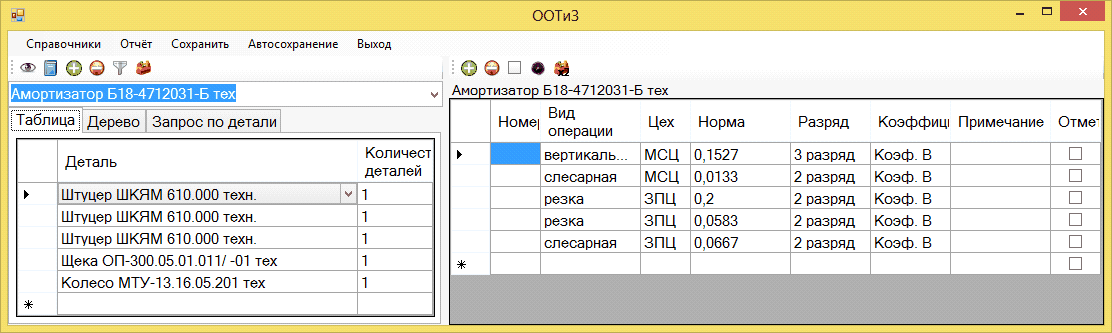 ООТиЗ
Справочники Отчёт Сохранить Автосохранение Выход
x2
Амортизатор Б18-4712031-Б тех
Таблица Дерево Запрос по детали
Деталь Количест деталей
Штуцер ШКЯМ 610.000 техн. 1
Штуцер ШКЯМ 610.000 техн. 1
Штуцер ШКЯМ 610.000 техн. 1
Щека ОП-300.05.01.011/ -01 тех 1
Колесо МТУ-13.16.05.201 тех 1
Амортизатор Б18-4712031-Б тех
Номер Вид операции Цех Норма Разряд Коэффици Примечание Отмет
вертикаль... МСЦ 0,1527 3 разряд Коэф. В
слесарная МСЦ 0,0133 2 разряд Коэф. В
резка ЗПЦ 0,2 2 разряд Коэф. В
резка ЗПЦ 0,0583 2 разряд Коэф. В
слесарная ЗПЦ 0,0667 2 разряд Коэф. В